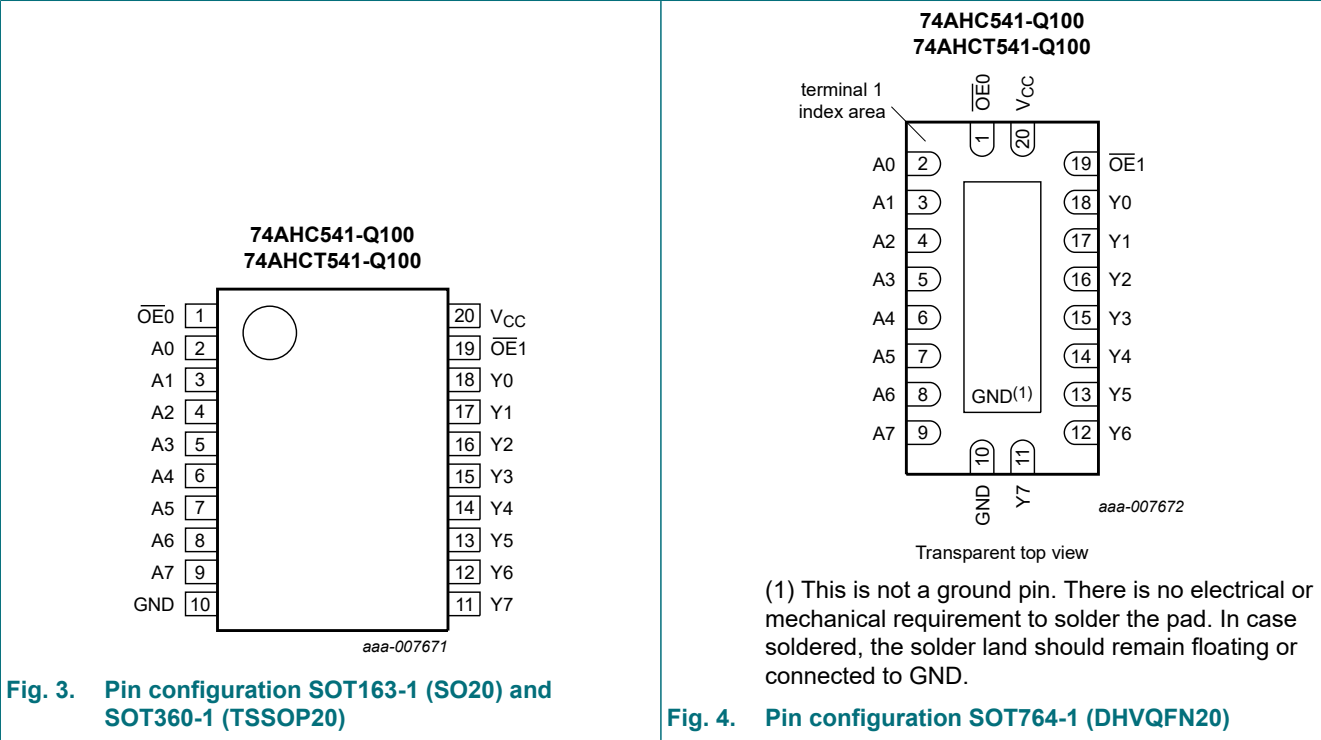 74AHC541-Q100
74AHCT541-Q100
OE0 1
A0 2
A1 3
A2 4
A3 5
A4 6
A5 7
A6 8
A7 9
GND 10
20 VCC
19 OE1
18 Y0
17 Y1
16 Y2
15 Y3
14 Y4
13 Y5
12 Y6
11 Y7
aaa-007671
Fig. 3. Pin configuration SOT163-1 (SO20) and
SOT360-1 (TSSOP20)
74AHC541-Q100
74AHCT541-Q100
terminal 1
index area
OE0
VCC
1
20
A0 2
A1 3
A2 4
A3 5
A4 6
A5 7
A6 8
A7 9
19 OE1
18 Y0
17 Y1
16 Y2
15 Y3
14 Y4
13 Y5
12 Y6
GND(1)
10
11
GND
Y7
aaa-007672
Transparent top view
(1) This is not a ground pin. There is no electrical or
mechanical requirement to solder the pad. In case
soldered, the solder land should remain floating or
connected to GND.
Fig. 4. Pin configuration SOT764-1 (DHVQFN20)